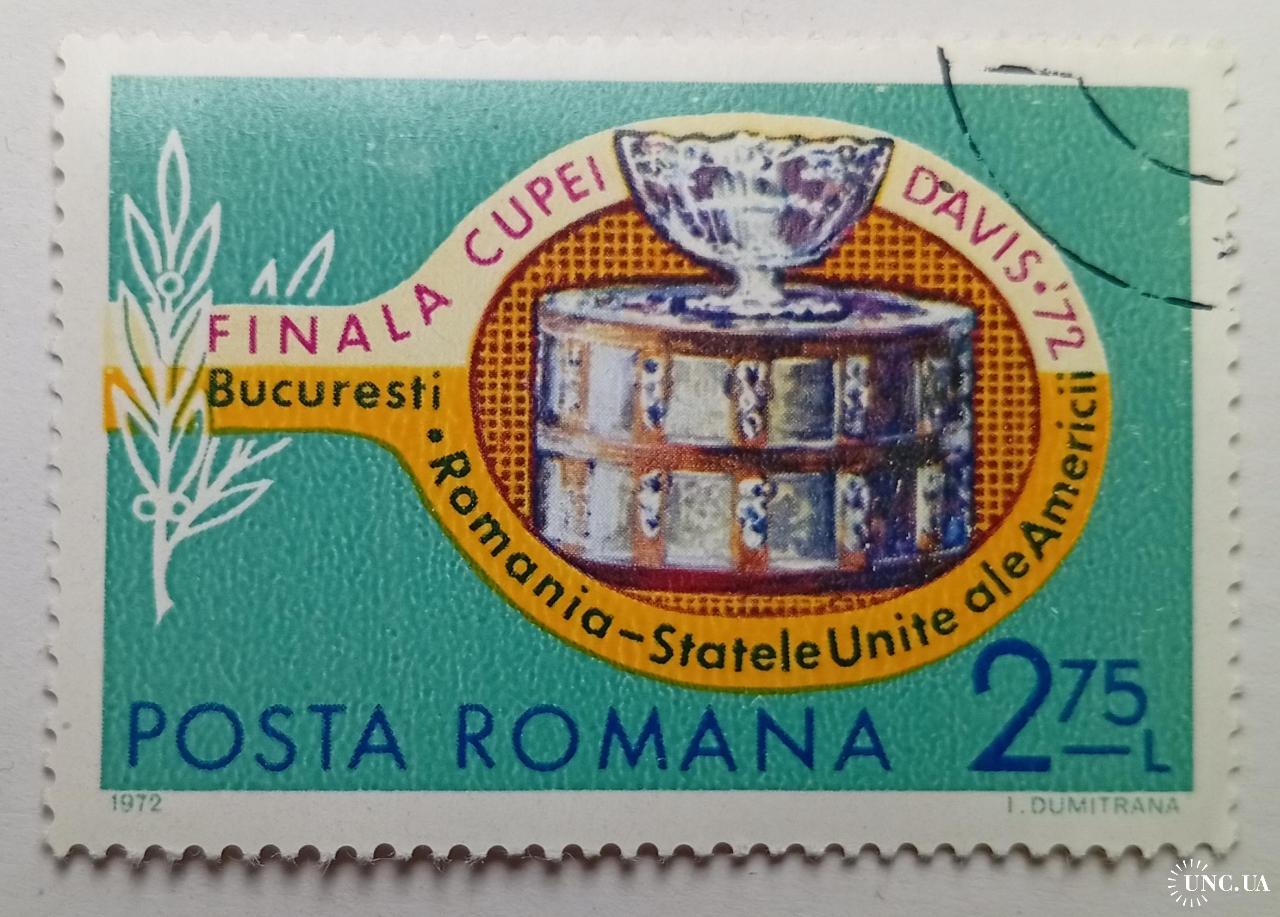 FINALA CUPEI DAVIS·'72
Bucuresti · Romania–Statele Unite ale Americii
POSTA ROMANA 2 75 L
1972 I. DUMITRANA
UNC.UA